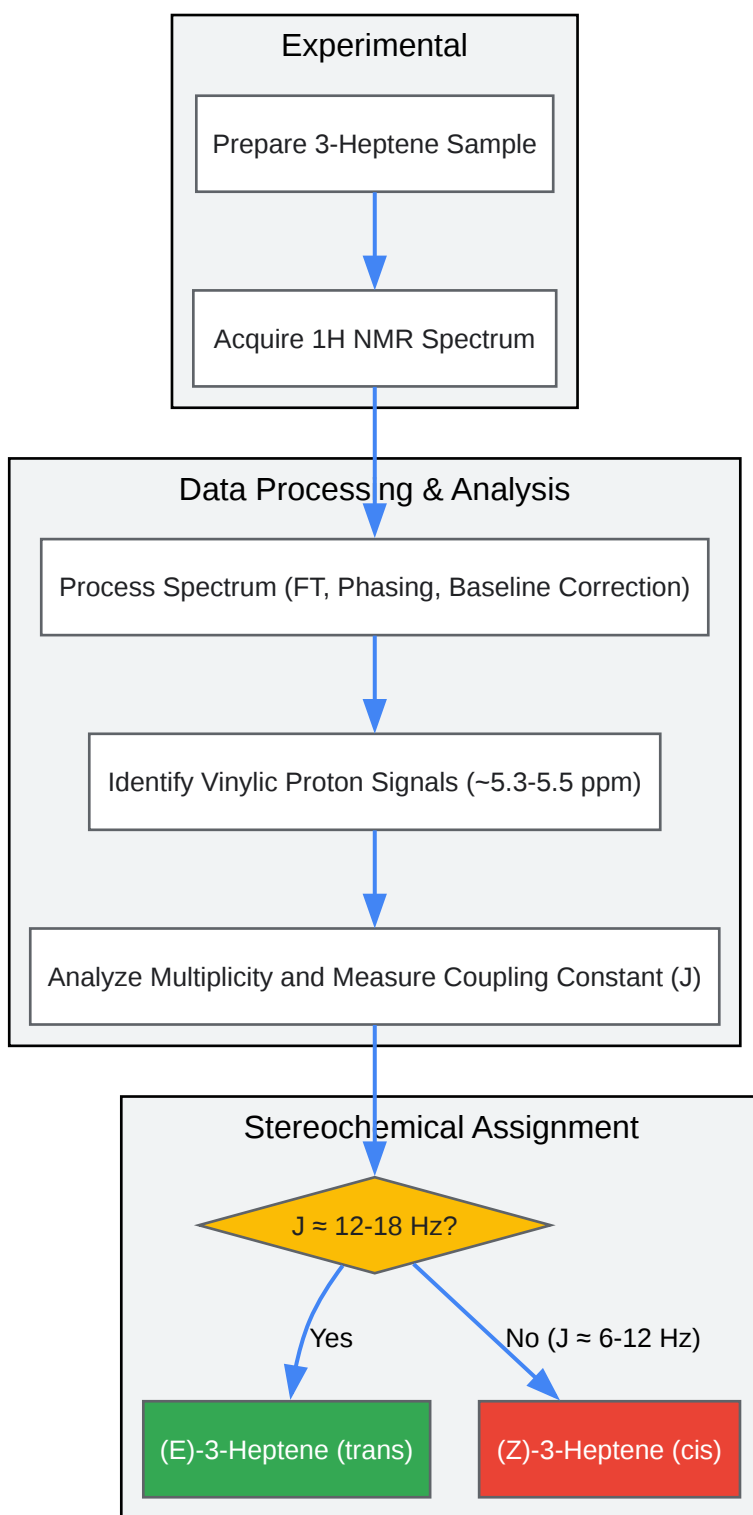 Experimental
Prepare 3-Heptene Sample
Acquire 1H NMR Spectrum
Data Processing & Analysis
Process Spectrum (FT, Phasing, Baseline Correction)
Identify Vinylic Proton Signals (~5.3-5.5 ppm)
Analyze Multiplicity and Measure Coupling Constant (J)
Stereochemical Assignment
J ≈ 12-18 Hz?
Yes
No (J ≈ 6-12 Hz)
(E)-3-Heptene (trans)
(Z)-3-Heptene (cis)